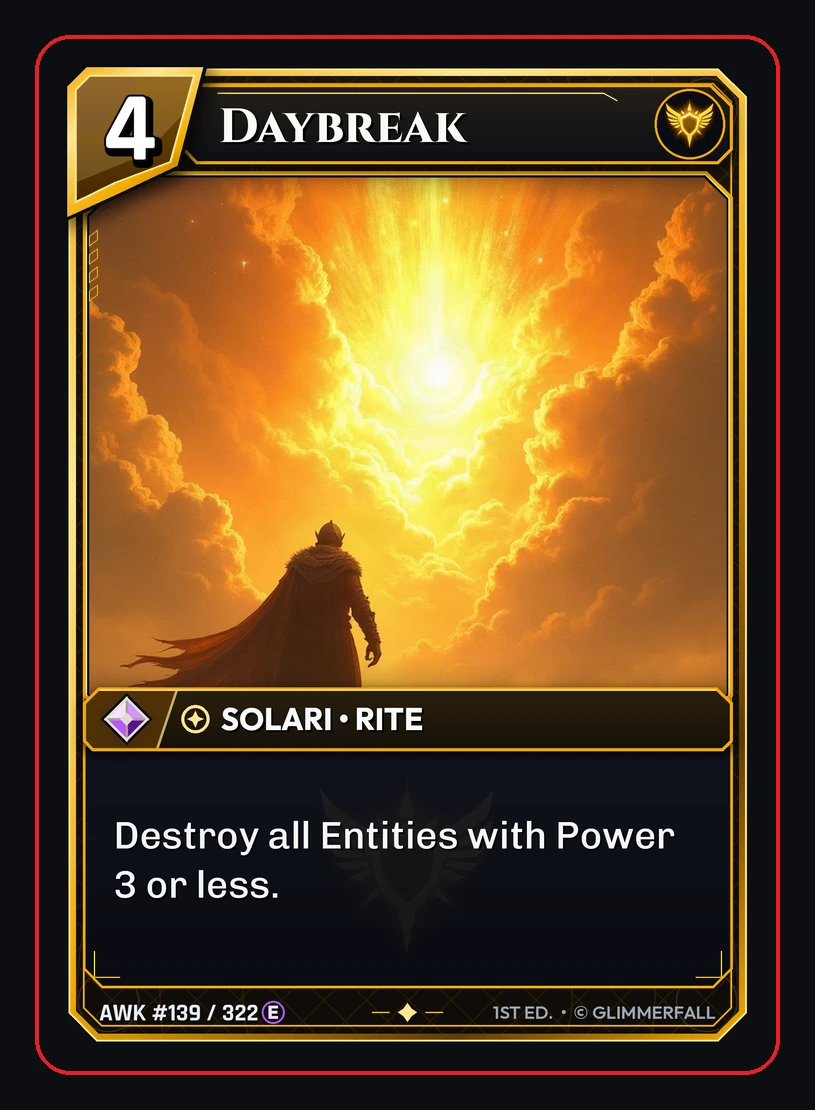 4
DAYBREAK
SOLARI • RITE
Destroy all Entities with Power
3 or less.
AWK #139 / 322 E
1ST ED. • © GLIMMERFALL